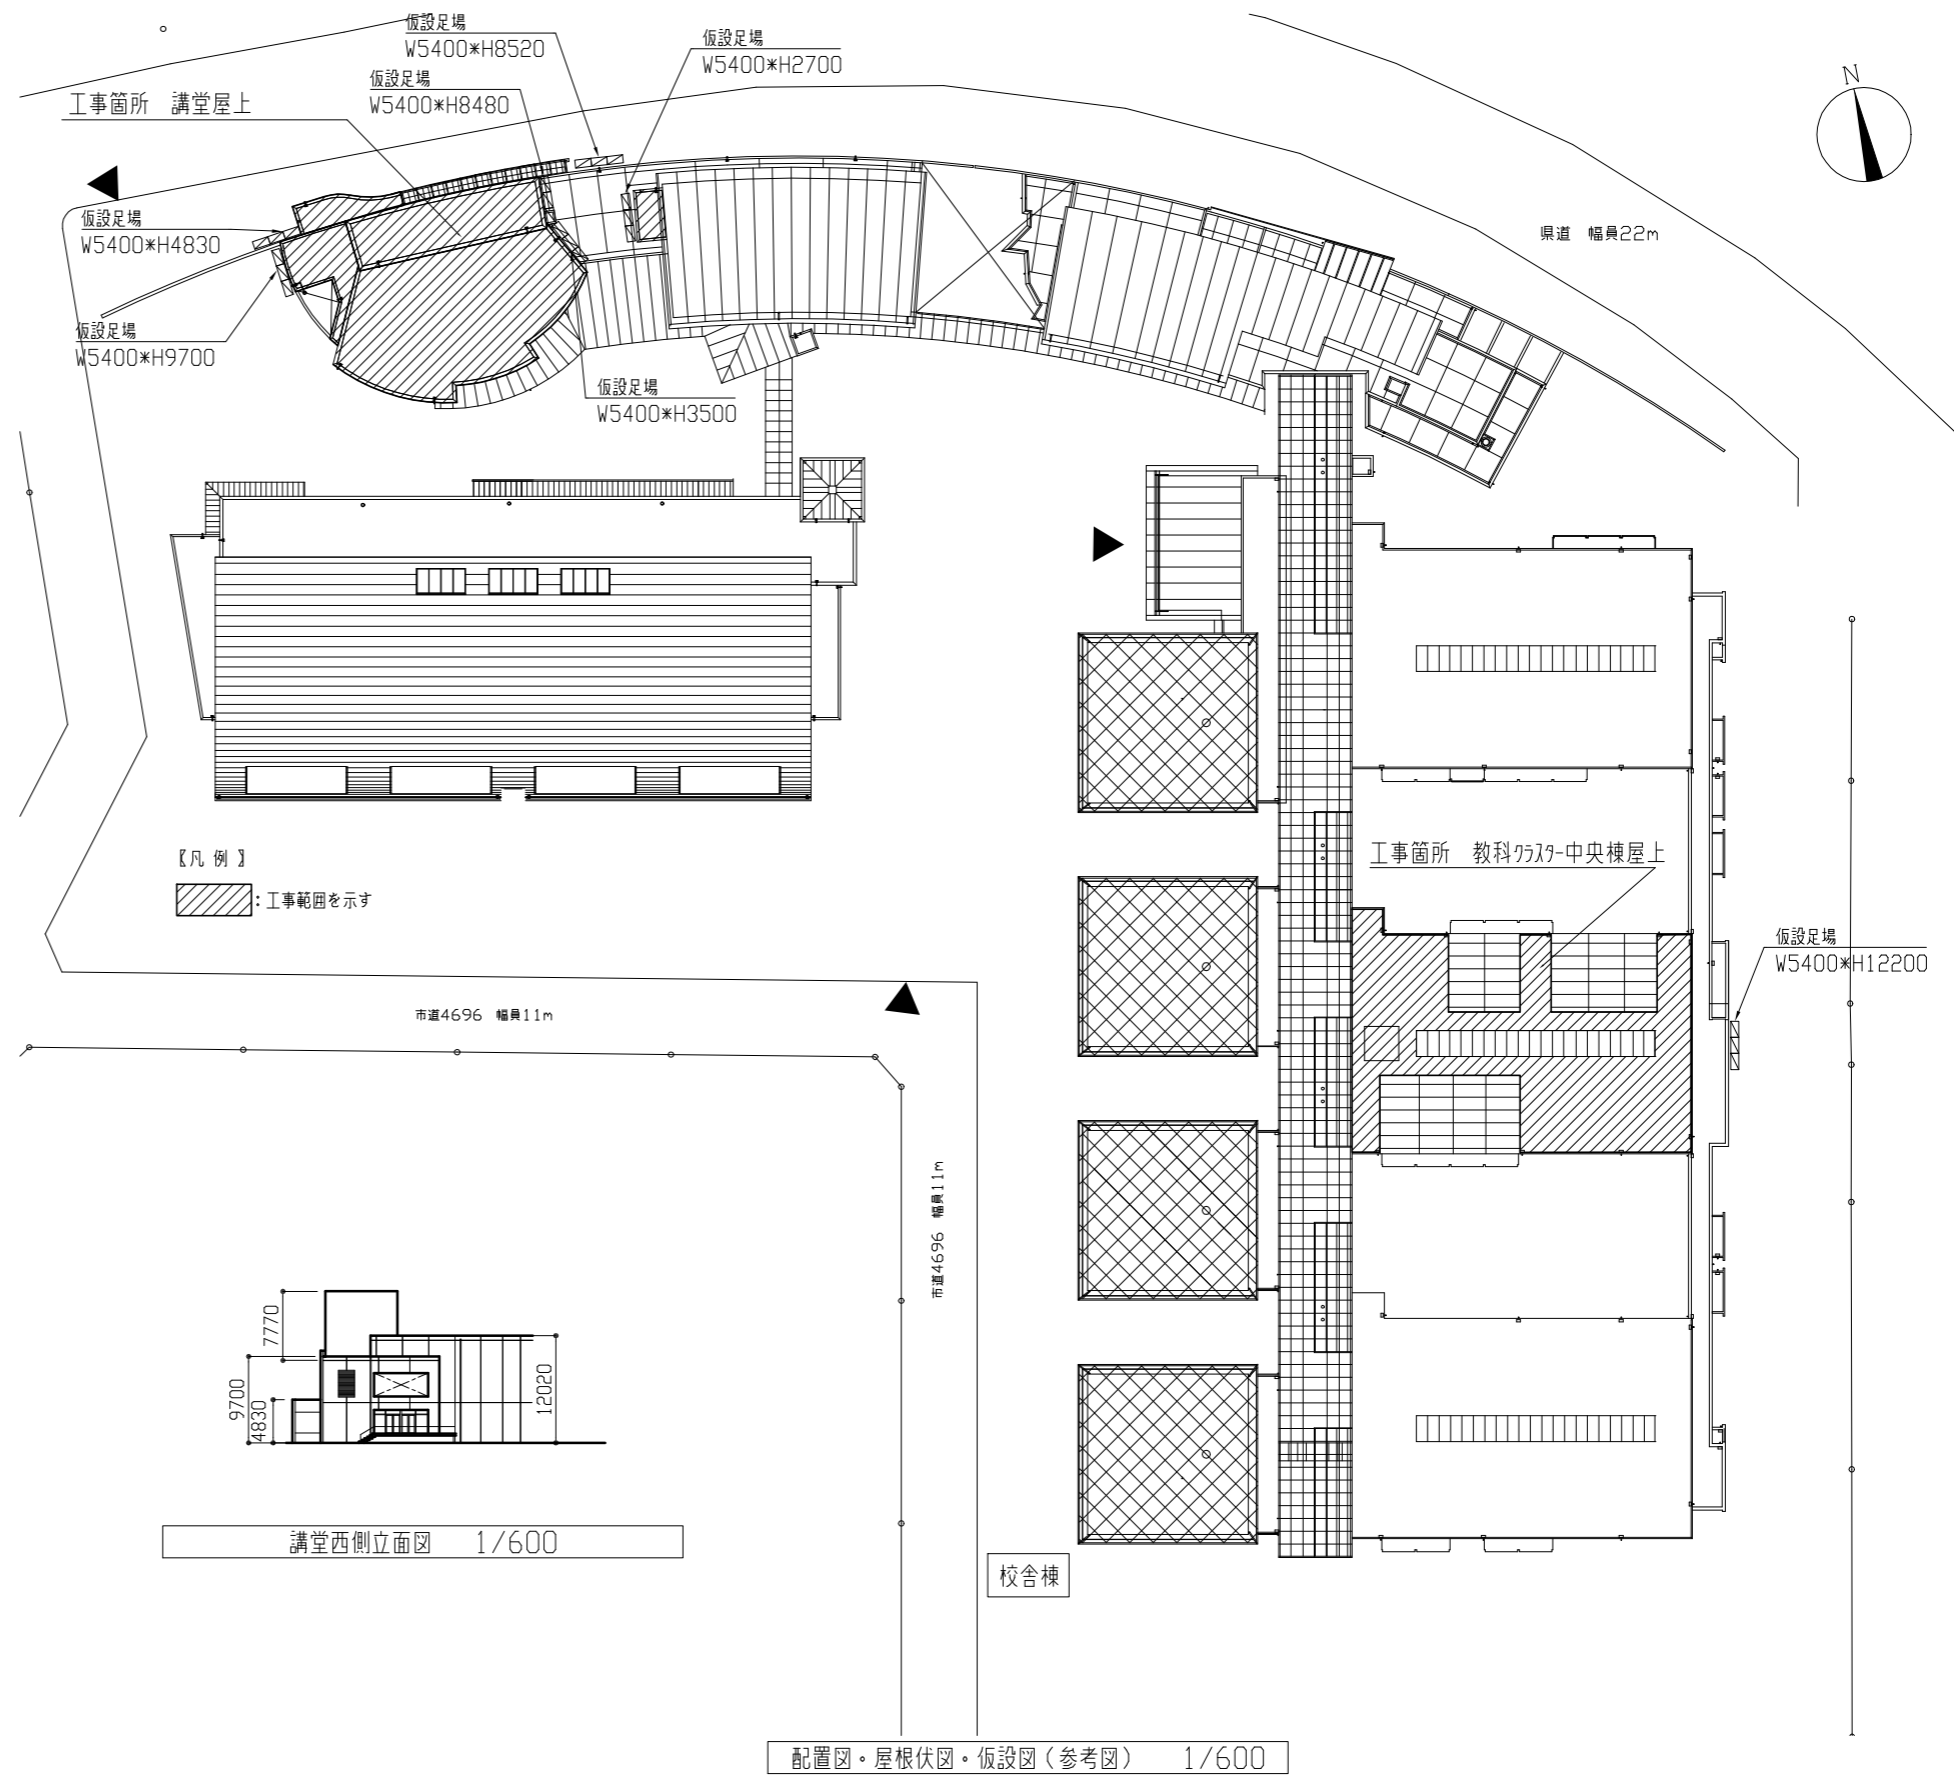 仮設足場
W5400*H8520
仮設足場
W5400*H2700
仮設足場
W5400*H8480
工事箇所 講堂屋上
N
県道 幅員22m
仮設足場
W5400*H4830
仮設足場
W5400*H9700
仮設足場
W5400*H3500
〖凡 例〗
:工事範囲を示す
工事箇所 教科クラスター中央棟屋上
仮設足場
W5400*H12200
市道4696 幅員11m
市道4696 幅員11m
7770
9700
4830
12020
講堂西側立面図 1/600
校舎棟
配置図・屋根伏図・仮設図(参考図) 1/600